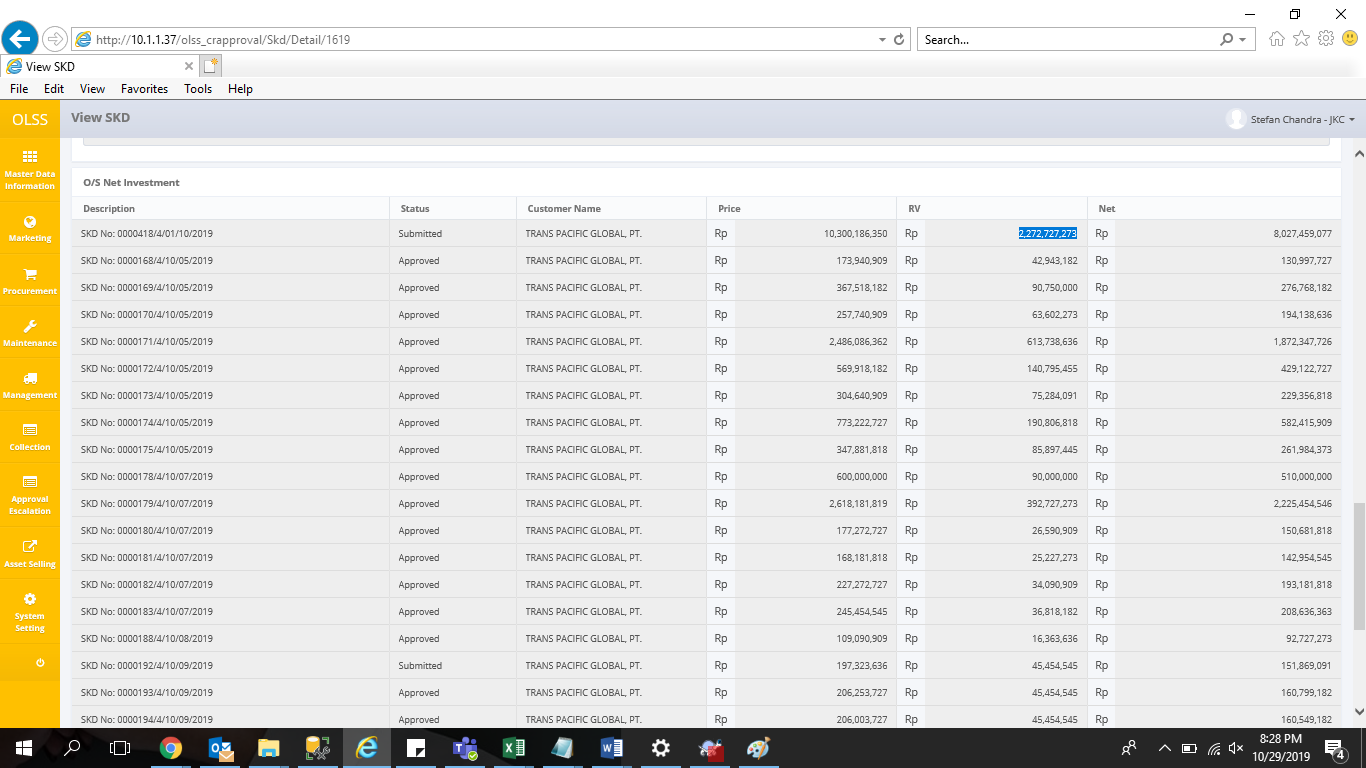 http://10.1.1.37/olss_crapproval/Skd/Detail/1619
Search...
View SKD
File Edit View Favorites Tools Help
OLSS
View SKD
Stefan Chandra - JKC
Master Data
Information
Marketing
Procurement
Maintenance
Management
Collection
Approval
Escalation
Asset Selling
System
Setting
O/S Net Investment
Description Status Customer Name Price RV Net
SKD No: 0000418/4/01/10/2019 Submitted TRANS PACIFIC GLOBAL, PT. Rp 10,300,186,350 Rp 2,272,727,273 Rp 8,027,459,077
SKD No: 0000168/4/10/05/2019 Approved TRANS PACIFIC GLOBAL, PT. Rp 173,940,909 Rp 42,943,182 Rp 130,997,727
SKD No: 0000169/4/10/05/2019 Approved TRANS PACIFIC GLOBAL, PT. Rp 367,518,182 Rp 90,750,000 Rp 276,768,182
SKD No: 0000170/4/10/05/2019 Approved TRANS PACIFIC GLOBAL, PT. Rp 257,740,909 Rp 63,602,273 Rp 194,138,636
SKD No: 0000171/4/10/05/2019 Approved TRANS PACIFIC GLOBAL, PT. Rp 2,486,086,362 Rp 613,738,636 Rp 1,872,347,726
SKD No: 0000172/4/10/05/2019 Approved TRANS PACIFIC GLOBAL, PT. Rp 569,918,182 Rp 140,795,455 Rp 429,122,727
SKD No: 0000173/4/10/05/2019 Approved TRANS PACIFIC GLOBAL, PT. Rp 304,640,909 Rp 75,284,091 Rp 229,356,818
SKD No: 0000174/4/10/05/2019 Approved TRANS PACIFIC GLOBAL, PT. Rp 773,222,727 Rp 190,806,818 Rp 582,415,909
SKD No: 0000175/4/10/05/2019 Approved TRANS PACIFIC GLOBAL, PT. Rp 347,881,818 Rp 85,897,445 Rp 261,984,373
SKD No: 0000178/4/10/07/2019 Approved TRANS PACIFIC GLOBAL, PT. Rp 600,000,000 Rp 90,000,000 Rp 510,000,000
SKD No: 0000179/4/10/07/2019 Approved TRANS PACIFIC GLOBAL, PT. Rp 2,618,181,819 Rp 392,727,273 Rp 2,225,454,546
SKD No: 0000180/4/10/07/2019 Approved TRANS PACIFIC GLOBAL, PT. Rp 177,272,727 Rp 26,590,909 Rp 150,681,818
SKD No: 0000181/4/10/07/2019 Approved TRANS PACIFIC GLOBAL, PT. Rp 168,181,818 Rp 25,227,273 Rp 142,954,545
SKD No: 0000182/4/10/07/2019 Approved TRANS PACIFIC GLOBAL, PT. Rp 227,272,727 Rp 34,090,909 Rp 193,181,818
SKD No: 0000183/4/10/07/2019 Approved TRANS PACIFIC GLOBAL, PT. Rp 245,454,545 Rp 36,818,182 Rp 208,636,363
SKD No: 0000188/4/10/08/2019 Approved TRANS PACIFIC GLOBAL, PT. Rp 109,090,909 Rp 16,363,636 Rp 92,727,273
SKD No: 0000192/4/10/09/2019 Submitted TRANS PACIFIC GLOBAL, PT. Rp 197,323,636 Rp 45,454,545 Rp 151,869,091
SKD No: 0000193/4/10/09/2019 Approved TRANS PACIFIC GLOBAL, PT. Rp 206,253,727 Rp 45,454,545 Rp 160,799,182
SKD No: 0000194/4/10/09/2019 Approved TRANS PACIFIC GLOBAL, PT. Rp 206,003,727 Rp 45,454,545 Rp 160,549,182
8:28 PM
10/29/2019
4